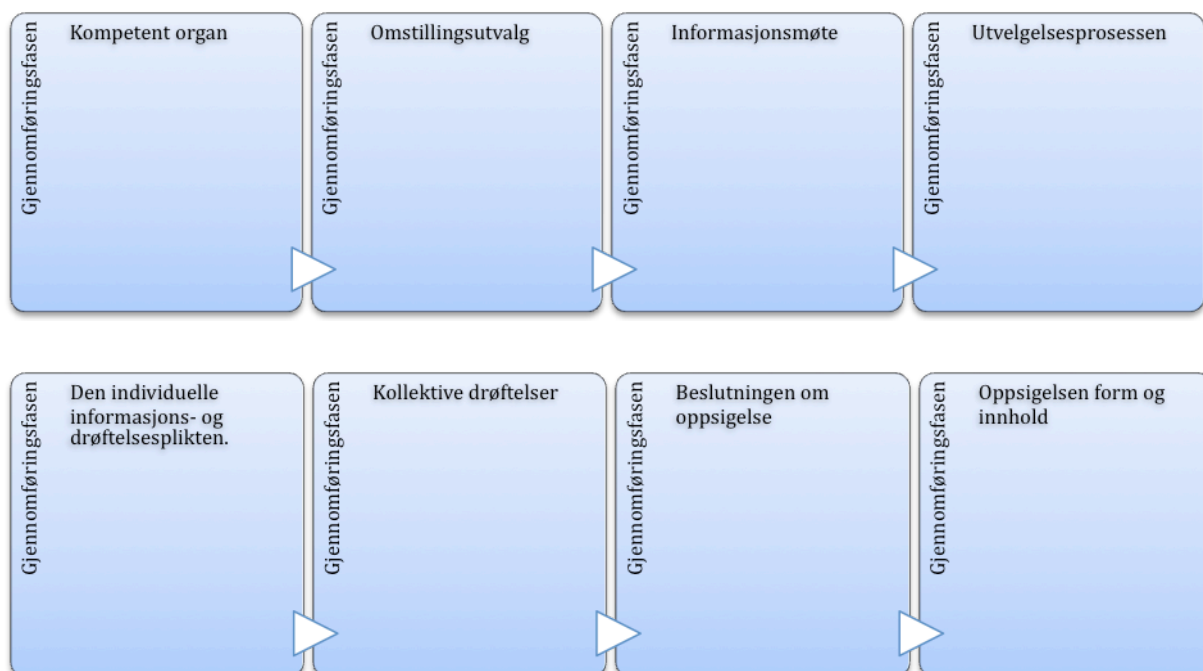 Gjennomføringsfasen
Kompetent organ
Gjennomføringsfasen
Omstillingsutvalg
Gjennomføringsfasen
Informasjonsmøte
Gjennomføringsfasen
Utvelgelsesprosessen
Gjennomføringsfasen
Den individuelle
informasjons- og
drøftelsesplikten.
Gjennomføringsfasen
Kollektive drøftelser
Gjennomføringsfasen
Beslutningen om
oppsigelse
Gjennomføringsfasen
Oppsigelsen form og
innhold